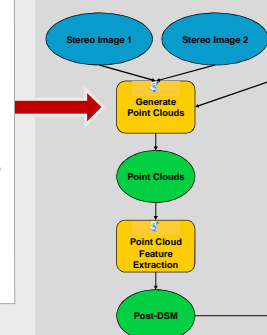 Stereo Image 1
Stereo Image 2
Generate
Point Clouds
Point Clouds
Point Cloud
Feature
Extraction
Post-DSM